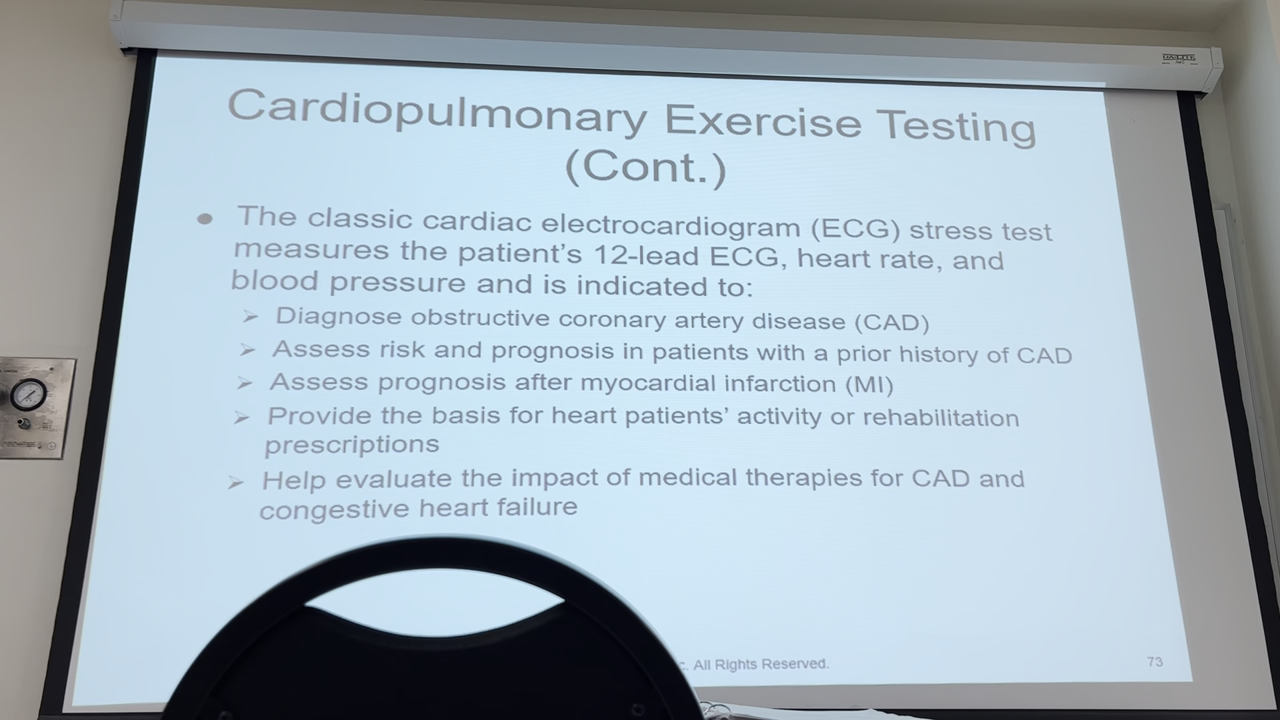 Cardiopulmonary Exercise Testing
(Cont.)
● The classic cardiac electrocardiogram (ECG) stress test
measures the patient's 12-lead ECG, heart rate, and
blood pressure and is indicated to:
➢ Diagnose obstructive coronary artery disease (CAD)
➢ Assess risk and prognosis in patients with a prior history of CAD
➢ Assess prognosis after myocardial infarction (MI)
➢ Provide the basis for heart patients' activity or rehabilitation
prescriptions
➢ Help evaluate the impact of medical therapies for CAD and
congestive heart failure
All Rights Reserved.
73